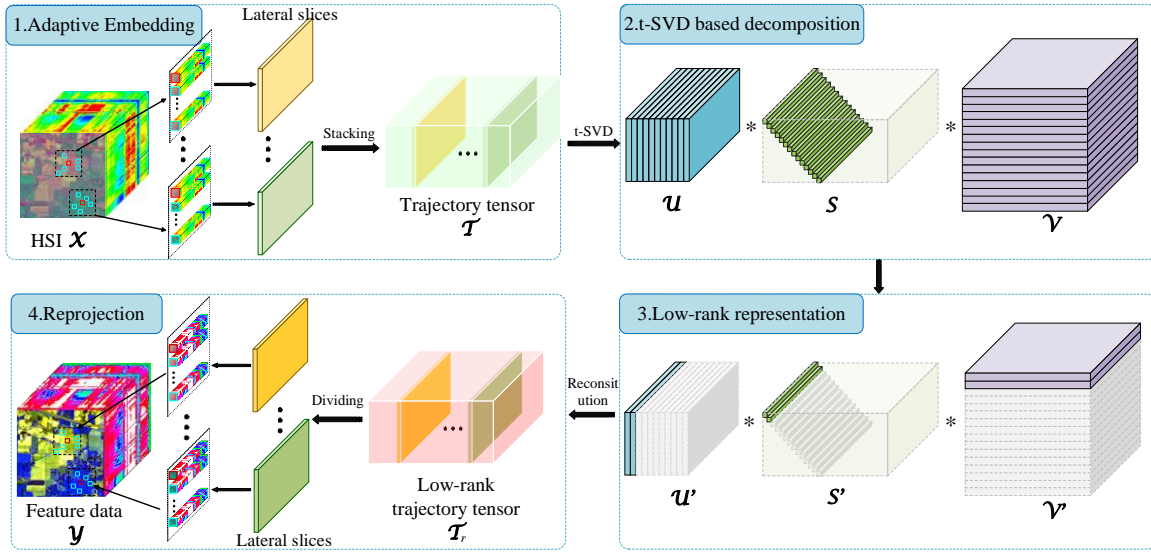 1.Adaptive Embedding
Lateral slices
Stacking
HSI 𝓧
Trajectory tensor
𝓣
t-SVD
2.t-SVD based decomposition
*
*
𝓤
𝓢
𝓥
3.Low-rank representation
*
*
𝓤'
𝓢'
𝓥'
Reconsit
ution
4.Reprojection
Dividing
Low-rank
trajectory tensor
𝓣r
Feature data
𝓨
Lateral slices